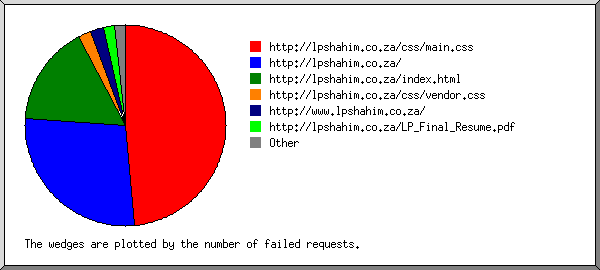 http://lpshahim.co.za/css/main.css
http://lpshahim.co.za/
http://lpshahim.co.za/index.html
http://lpshahim.co.za/css/vendor.css
http://www.lpshahim.co.za/
http://lpshahim.co.za/LP_Final_Resume.pdf
Other
The wedges are plotted by the number of failed requests.